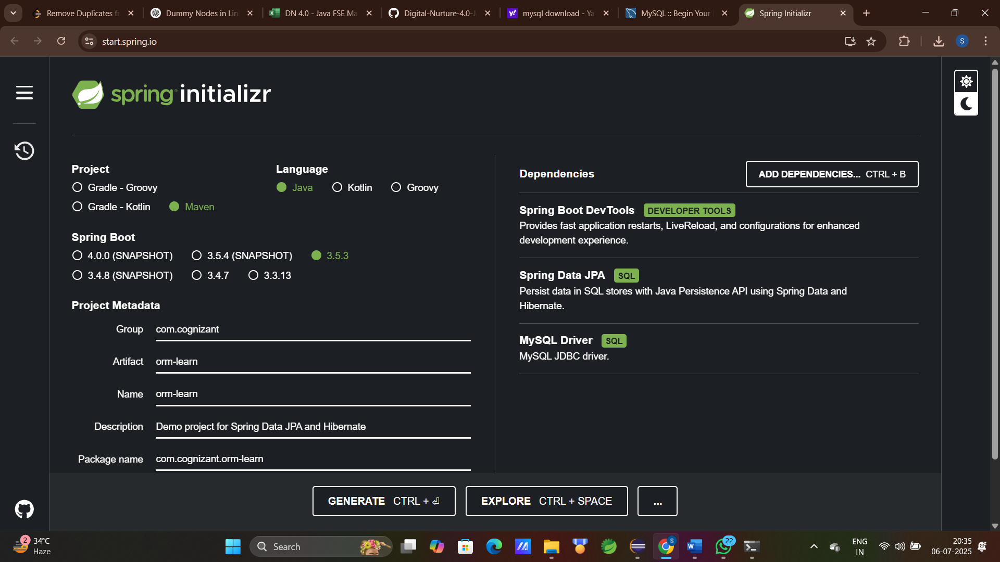 Remove Duplicates fr
Dummy Nodes in Lin
DN 4.0 - Java FSE Ma
Digital-Nurture-4.0-J
mysql download - Ya
MySQL :: Begin Your
Spring Initializr
start.spring.io
S
spring initializr
Project
Gradle - Groovy
Gradle - Kotlin
Maven
Language
Java
Kotlin
Groovy
Spring Boot
4.0.0 (SNAPSHOT)
3.5.4 (SNAPSHOT)
3.5.3
3.4.8 (SNAPSHOT)
3.4.7
3.3.13
Project Metadata
Group com.cognizant
Artifact orm-learn
Name orm-learn
Description Demo project for Spring Data JPA and Hibernate
Package name com.cognizant.orm-learn
Dependencies
ADD DEPENDENCIES... CTRL + B
Spring Boot DevTools DEVELOPER TOOLS
Provides fast application restarts, LiveReload, and configurations for enhanced
development experience.
Spring Data JPA SQL
Persist data in SQL stores with Java Persistence API using Spring Data and
Hibernate.
MySQL Driver SQL
MySQL JDBC driver.
GENERATE CTRL + ⏎
EXPLORE CTRL + SPACE
...
2
34°C
Haze
Search
S
W
22
ENG
IN
20:35
06-07-2025